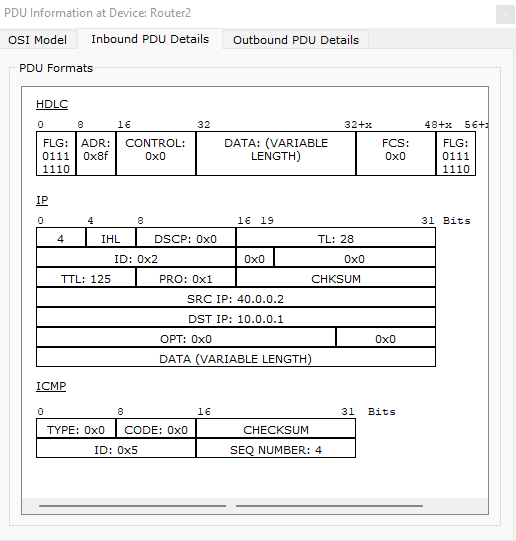 PDU Information at Device: Router2
x
OSI Model Inbound PDU Details Outbound PDU Details
PDU Formats
HDLC
0 8 16 32 32+x 48+x 56+x
FLG: 0111 1110 ADR: 0x8f CONTROL: 0x0 DATA: (VARIABLE LENGTH) FCS: 0x0 FLG: 0111 1110
IP
0 4 8 16 19 31 Bits
4 IHL DSCP: 0x0 TL: 28
ID: 0x2 0x0 0x0
TTL: 125 PRO: 0x1 CHKSUM
SRC IP: 40.0.0.2
DST IP: 10.0.0.1
OPT: 0x0 0x0
DATA (VARIABLE LENGTH)
ICMP
0 8 16 31 Bits
TYPE: 0x0 CODE: 0x0 CHECKSUM
ID: 0x5 SEQ NUMBER: 4